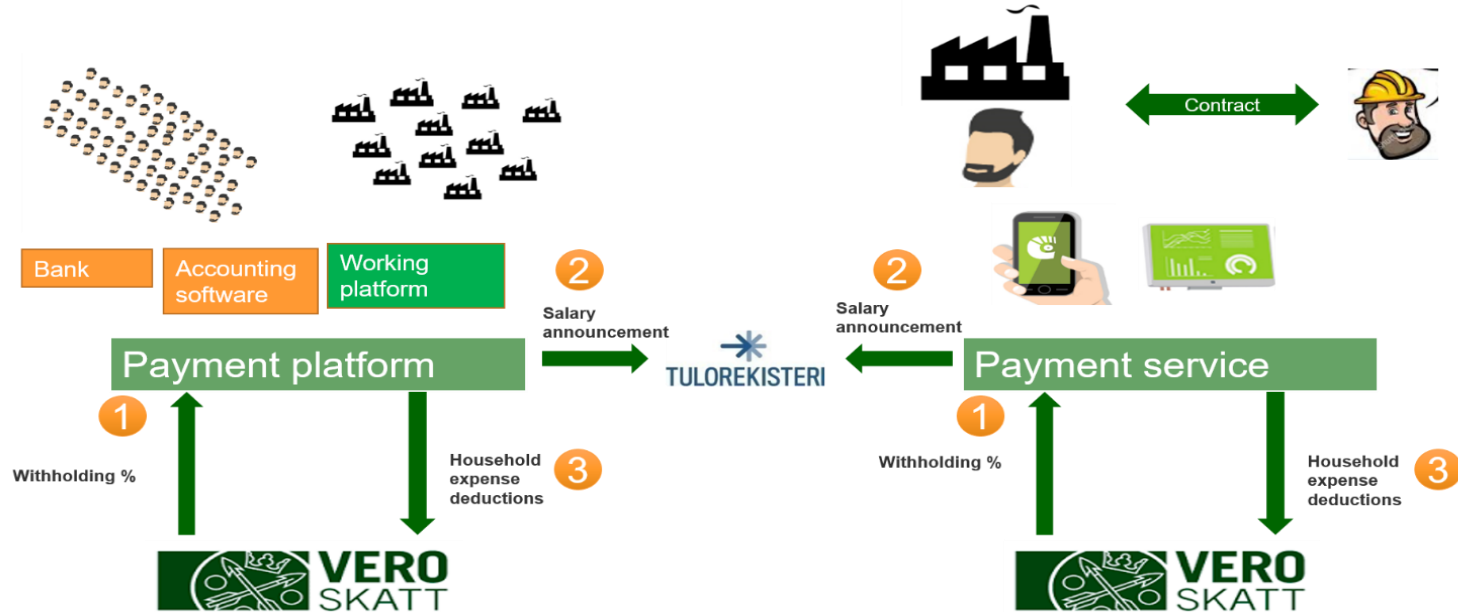 Contract
Bank
Accounting
software
Working
platform
2
Salary
announcement
Payment platform
1
Withholding %
Household
expense
deductions
3
VERO
SKATT
TULOREKISTERI
2
Salary
announcement
Payment service
1
Withholding %
Household
expense
deductions
3
VERO
SKATT